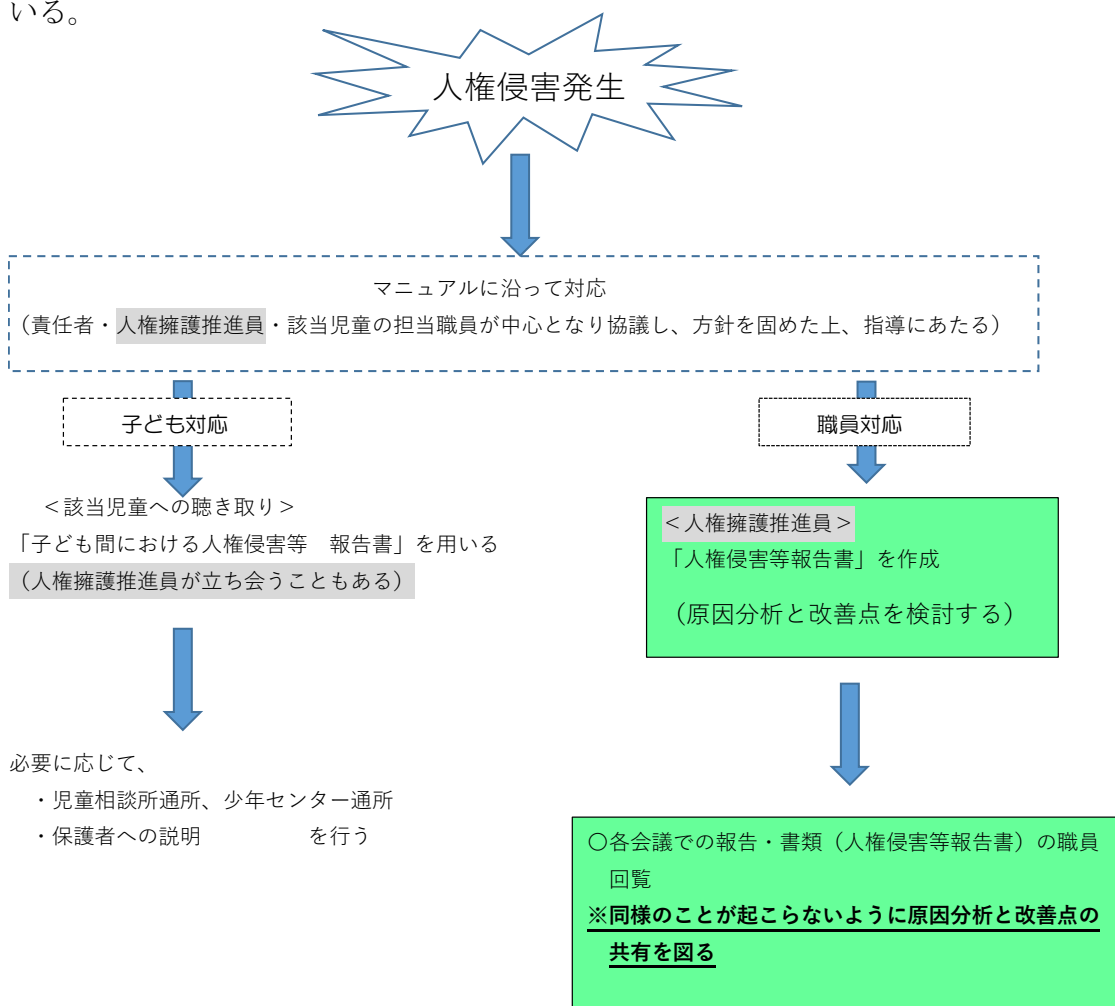 いる。
人権侵害発生
マニュアルに沿って対応
（責任者・人権擁護推進員・該当児童の担当職員が中心となり協議し、方針を固めた上、指導にあたる）
子ども対応
職員対応
＜該当児童への聴き取り＞
「子ども間における人権侵害等　報告書」を用いる
（人権擁護推進員が立ち会うこともある）
＜人権擁護推進員＞
「人権侵害等報告書」を作成
（原因分析と改善点を検討する）
必要に応じて、
・児童相談所通所、少年センター通所
・保護者への説明　　　　　を行う
〇各会議での報告・書類（人権侵害等報告書）の職員
回覧
※同様のことが起こらないように原因分析と改善点の
共有を図る